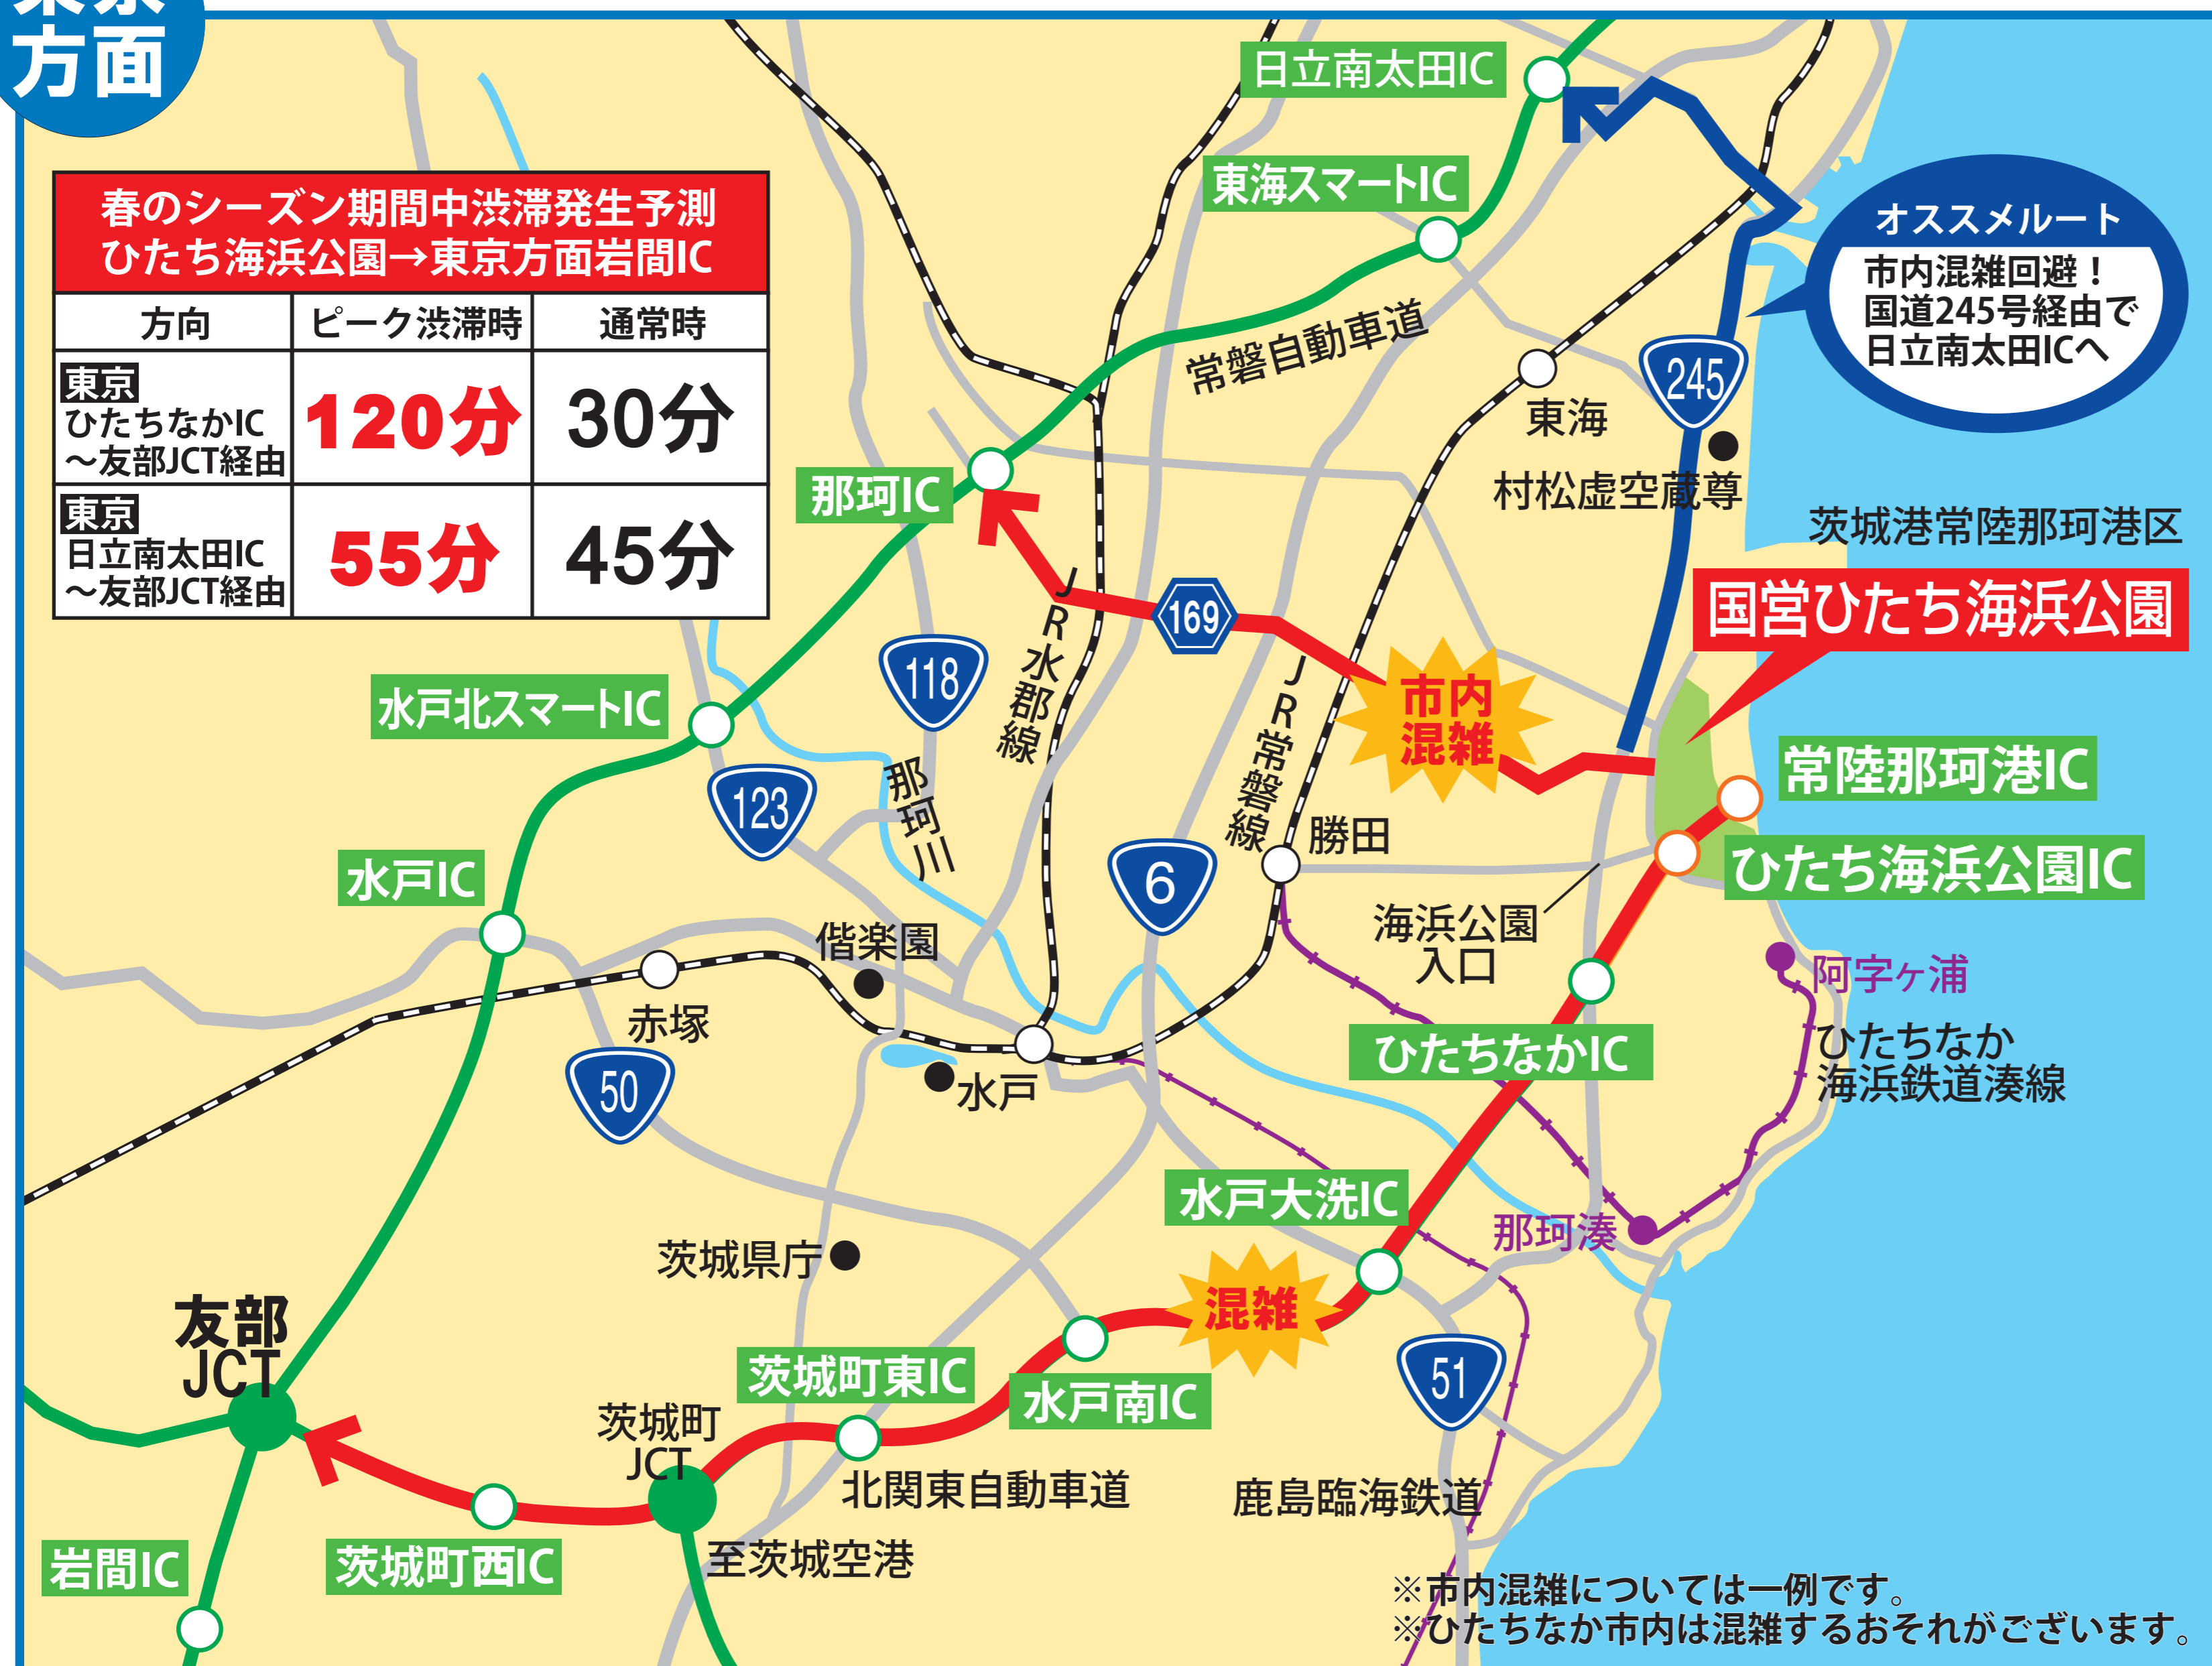 東京
方面
春のシーズン期間中渋滞発生予測
ひたち海浜公園→東京方面岩間IC
方向 ピーク渋滞時 通常時
東京
ひたちなかIC
～友部JCT経由
120分 30分
東京
日立南太田IC
～友部JCT経由
55分 45分
日立南太田IC
東海スマートIC
オススメルート
市内混雑回避！
国道245号経由で
日立南太田ICへ
常磐自動車道
245
東海
村松虚空蔵尊
那珂IC
茨城港常陸那珂港区
国営ひたち海浜公園
169
JR水郡線
118
JR常磐線
市内
混雑
水戸北スマートIC
常陸那珂港IC
123
那珂川
勝田
ひたち海浜公園IC
水戸IC
6
偕楽園
海浜公園
入口
阿字ヶ浦
赤塚
ひたちなかIC
ひたちなか
海浜鉄道湊線
50
水戸
水戸大洗IC
那珂湊
茨城県庁
混雑
友部
JCT
茨城町東IC
水戸南IC
51
茨城町
JCT
北関東自動車道
鹿島臨海鉄道
岩間IC
茨城町西IC
至茨城空港
※市内混雑については一例です。
※ひたちなか市内は混雑するおそれがございます。